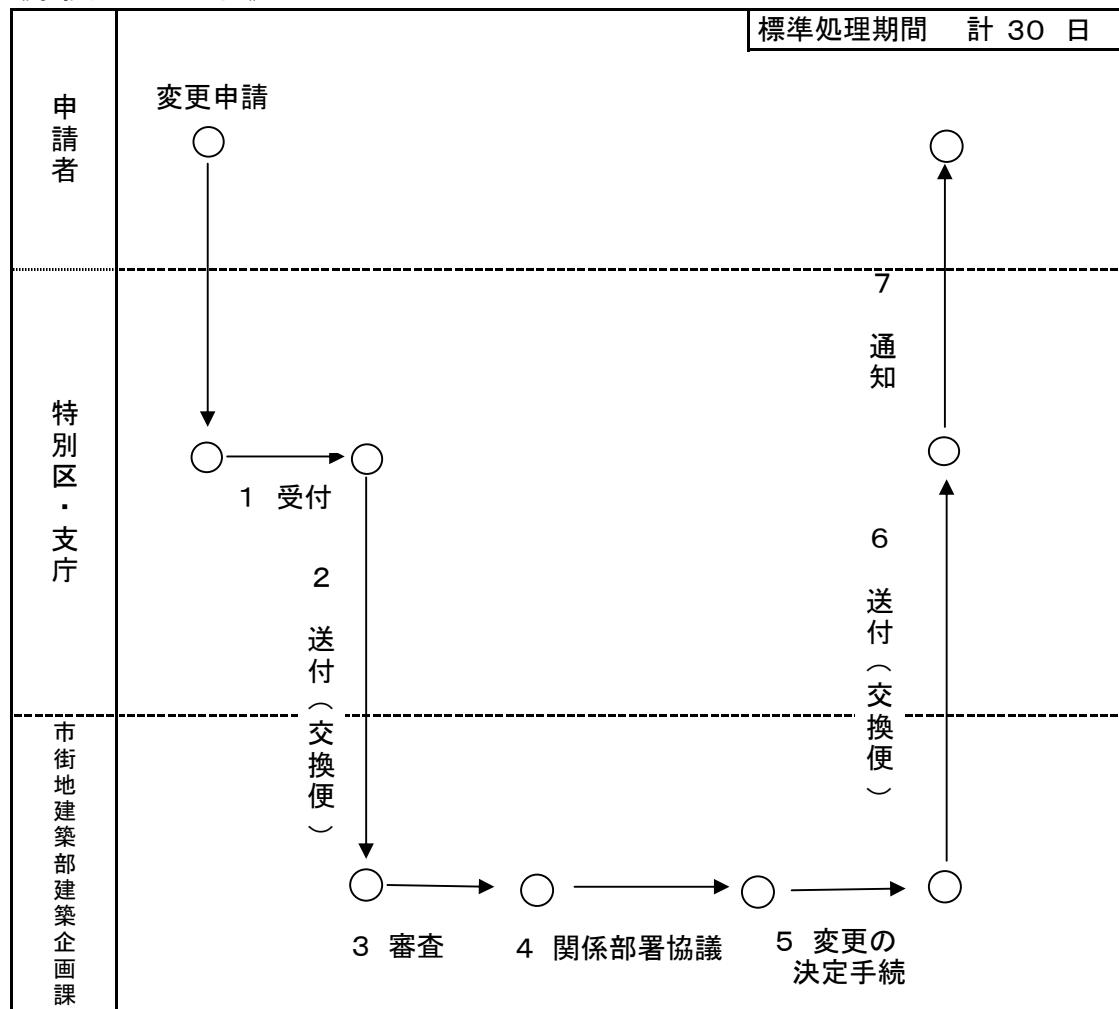 標準処理期間　計 30 日
申請者
変更申請
特別区・支庁
1 受付
2 送付（交換便）
7 通知
6 送付（交換便）
市街地建築部建築企画課
3 審査
4 関係部署協議
5 変更の
決定手続